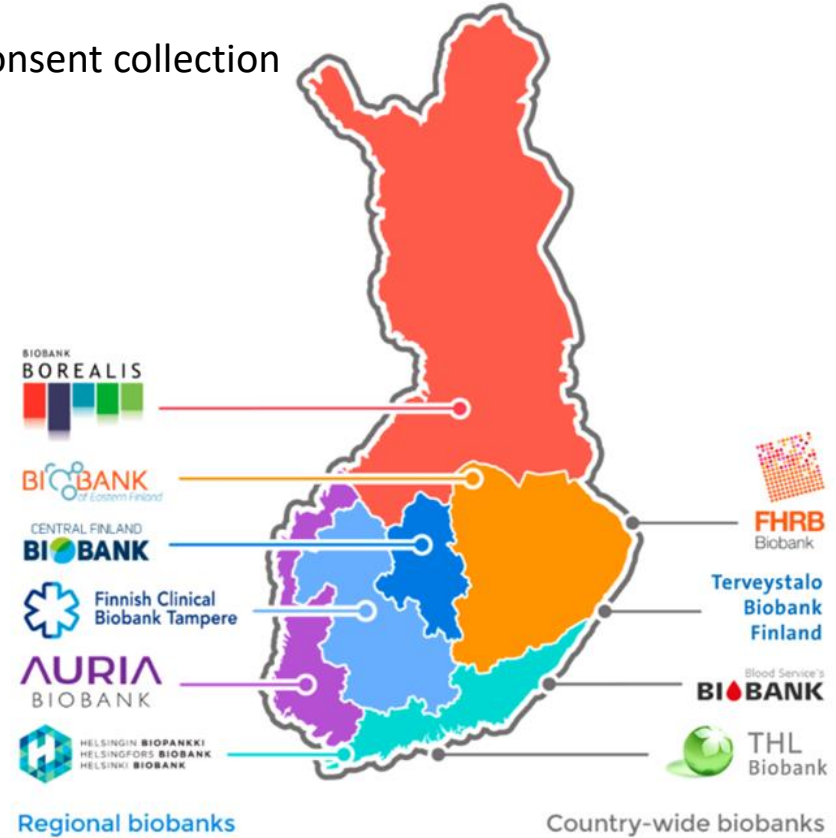 onsent collection
BIOBANK
BOREALIS
BIOBANK
of Eastern Finland
CENTRAL FINLAND
BIOBANK
Finnish Clinical
Biobank Tampere
AURIA
BIOBANK
HELSINGIN BIOPANKKI
HELSINGFORS BIOBANK
HELSINKI BIOBANK
Regional biobanks
FHRB
Biobank
Terveystalo
Biobank
Finland
Blood Service's
BIOBANK
THL
Biobank
Country-wide biobanks